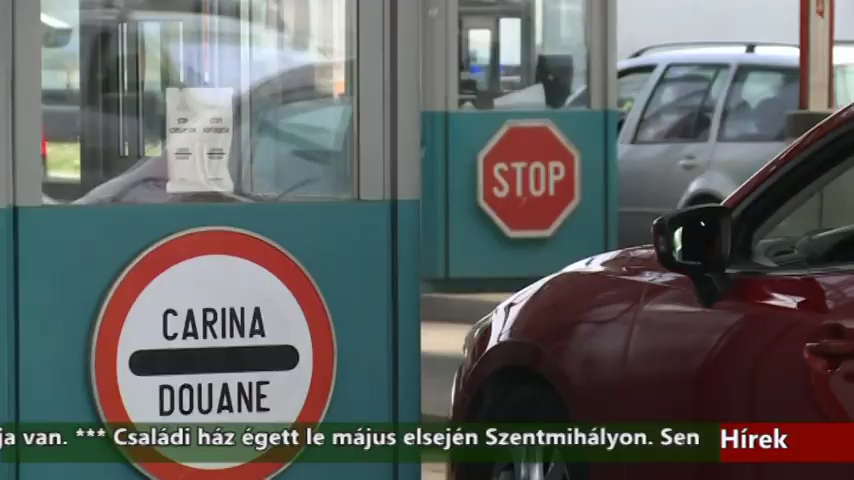 STOP
CARINA
DOUANE
ja van. *** Családi ház égett le május elsején Szentmihályon. Sen
Hírek